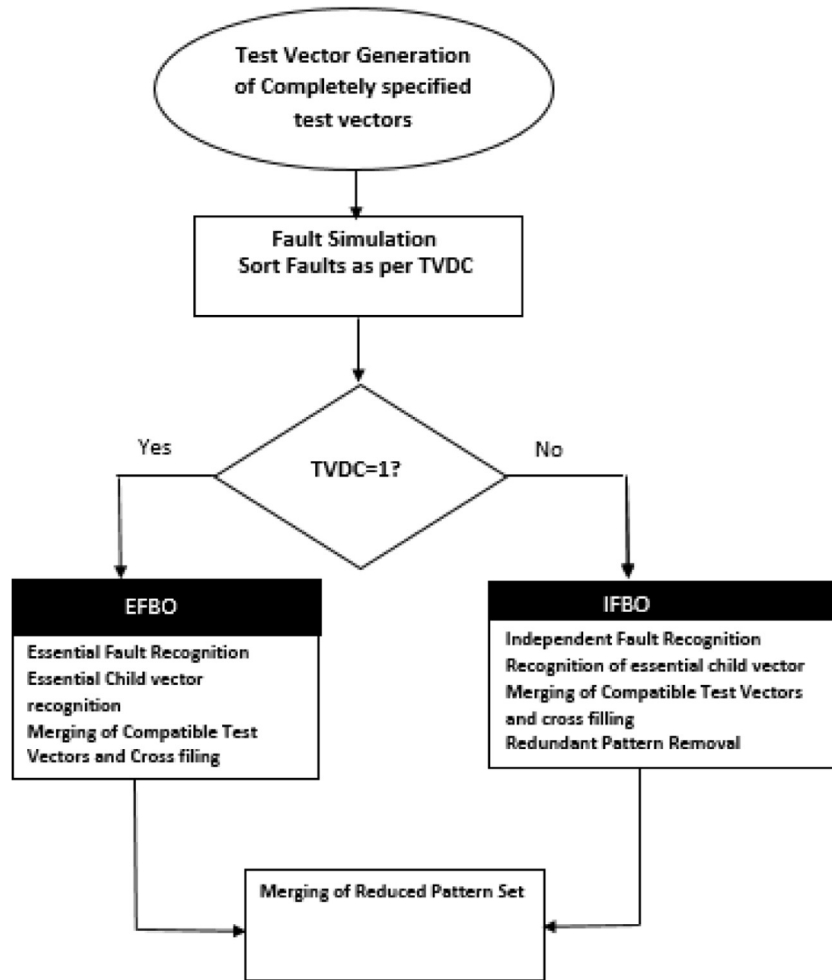 Test Vector Generation
of Completely specified
test vectors
Fault Simulation
Sort Faults as per TVDC
Yes
TVDC=1?
No
EFBO
Essential Fault Recognition
Essential Child vector
recognition
Merging of Compatible Test
Vectors and Cross filing
IFBO
Independent Fault Recognition
Recognition of essential child vector
Merging of Compatible Test Vectors
and cross filling
Redundant Pattern Removal
Merging of Reduced Pattern Set